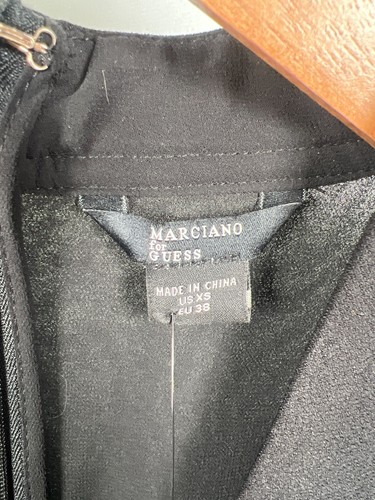 MARCIANO
for
GUESS
MADE IN CHINA
US XS
EU 38